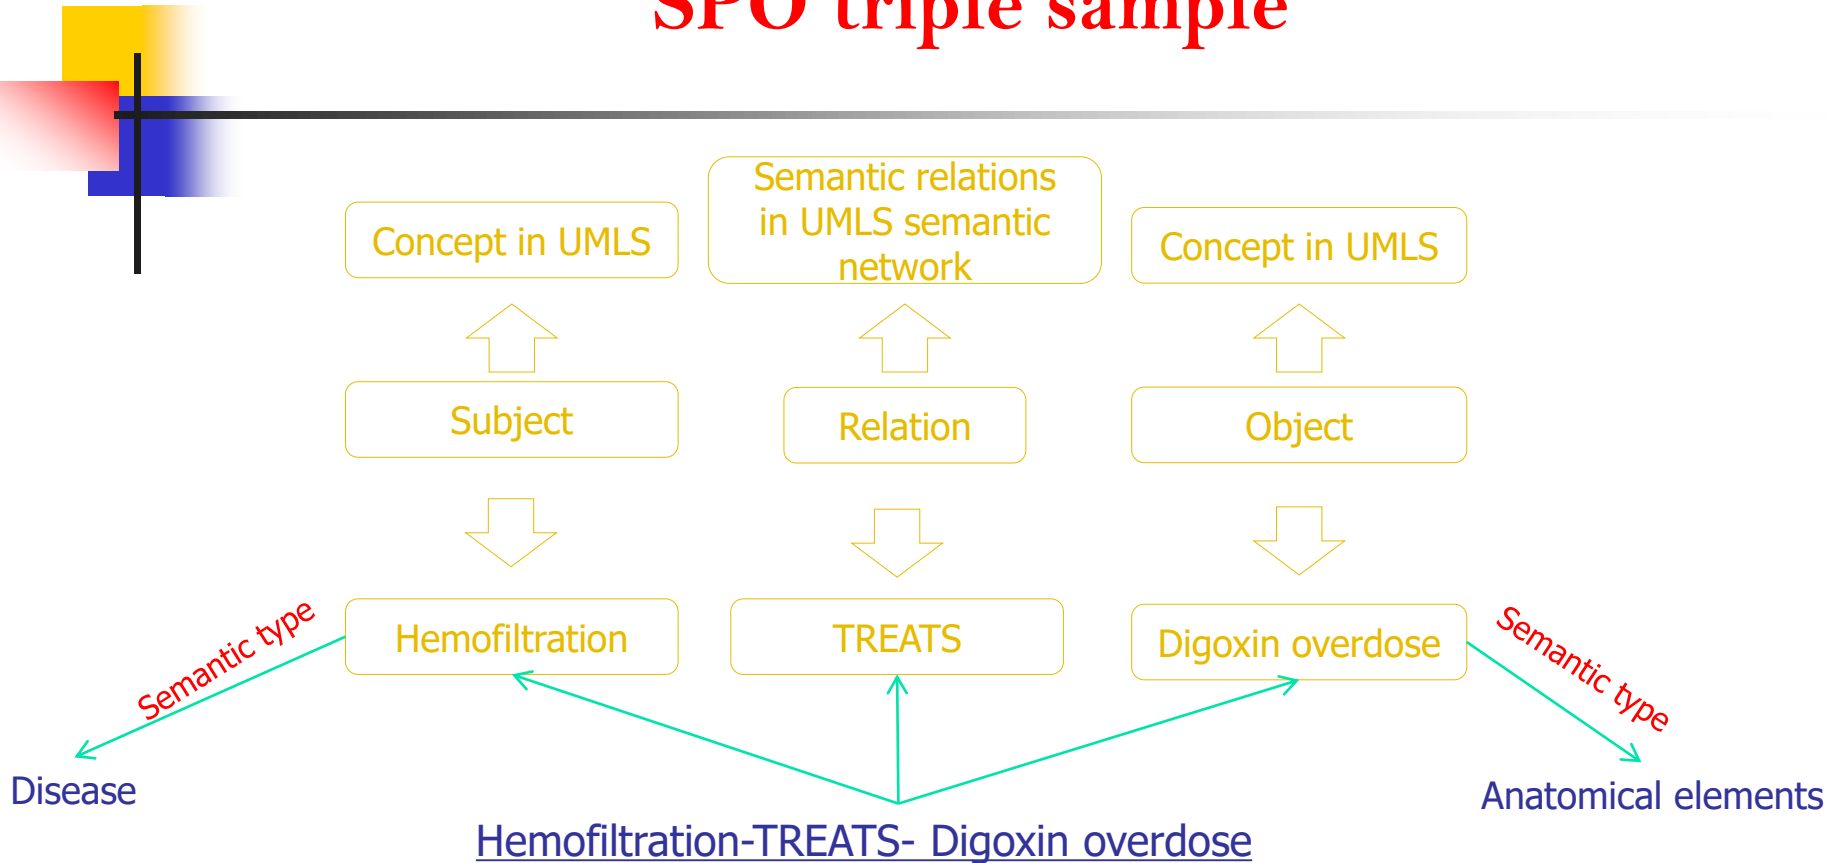 SPO triple sample
Semantic relations
in UMLS semantic
network
Concept in UMLS
Concept in UMLS
Subject
Relation
Object
Hemofiltration
TREATS
Digoxin overdose
Semantic type
Semantic type
Disease
Anatomical elements
Hemofiltration-TREATS- Digoxin overdose